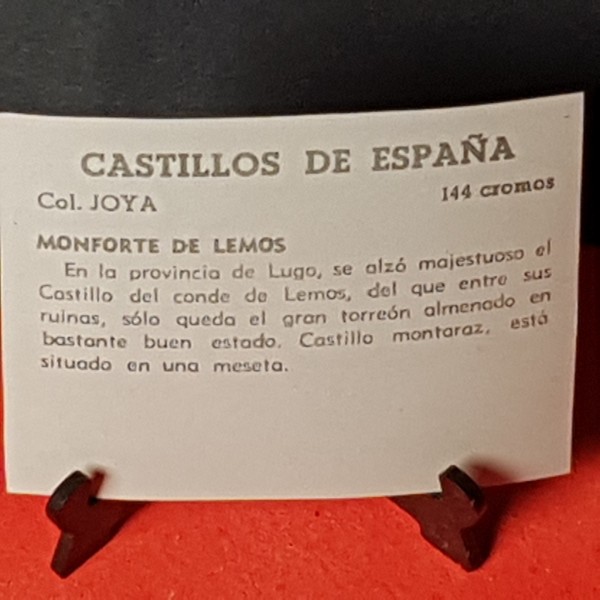 CASTILLOS DE ESPAÑA
Col. JOYA
144 cromos
MONFORTE DE LEMOS
En la provincia de Lugo, se alzó majestuoso el
Castillo del conde de Lemos, del que entre sus
ruinas, sólo queda el gran torreón almenado en
bastante buen estado. Castillo montaraz, está
situado en una meseta.